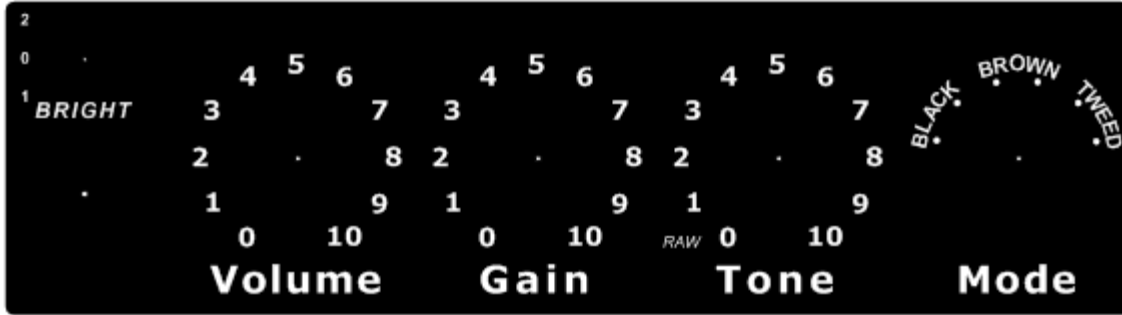 2
0
1
BRIGHT
0 1 2 3 4 5 6 7 8 9 10
Volume
0 1 2 3 4 5 6 7 8 9 10
Gain
RAW 0 1 2 3 4 5 6 7 8 9 10
Tone
BLACK BROWN TWEED
Mode